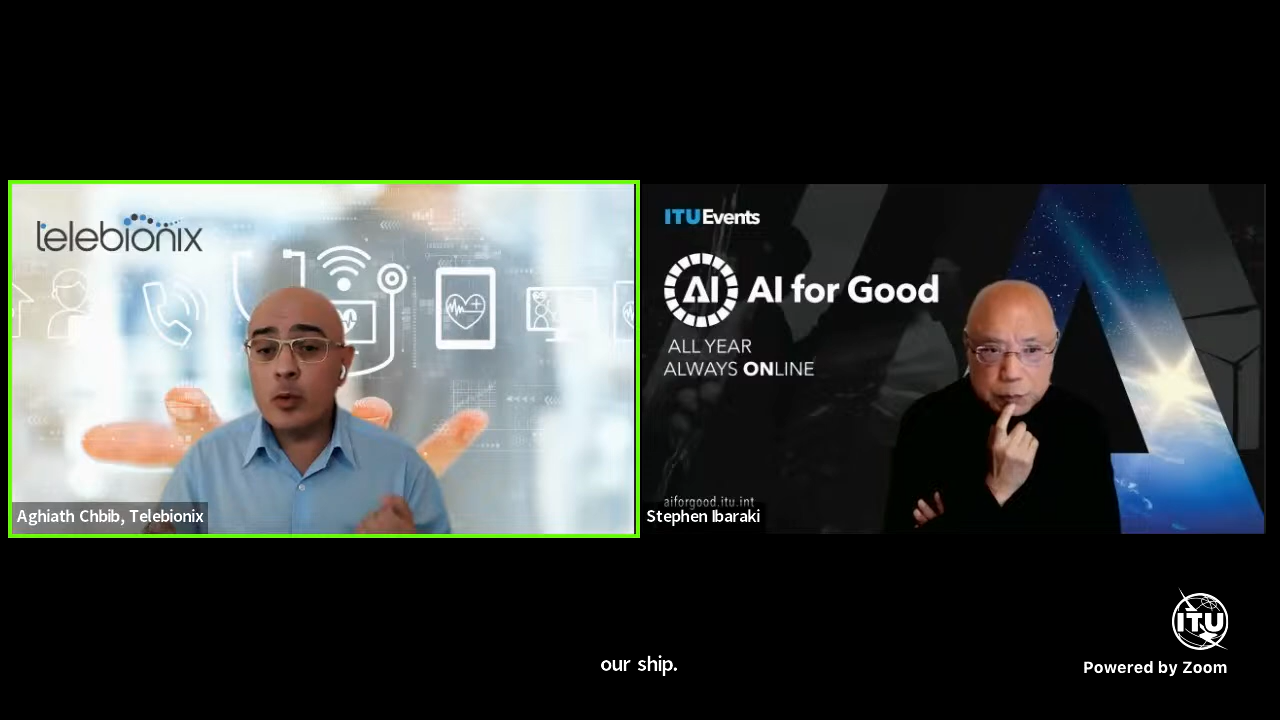 telebionix
Aghiath Chbib, Telebionix
ITUEvents
AI
AI for Good
ALL YEAR
ALWAYS ONLINE
aiforgood.itu.int
Stephen Ibaraki
our ship.
ITU
Powered by Zoom